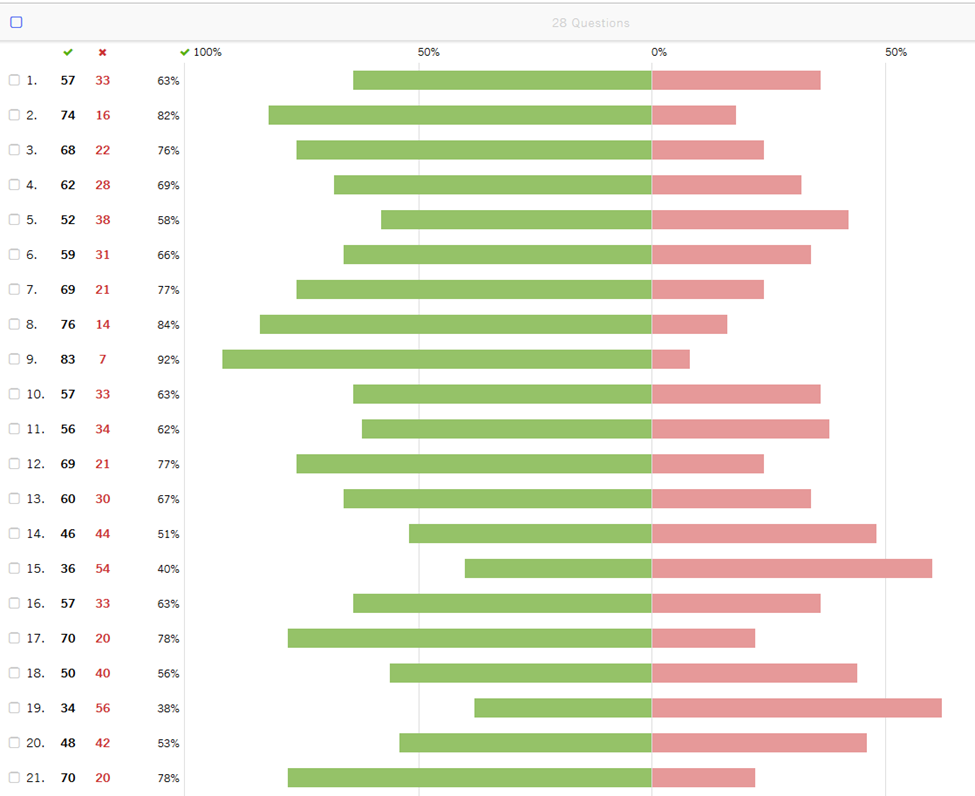 28 Questions
✔ ✖ ✔ 100% 50% 0% 50%
1. 57 33 63%
2. 74 16 82%
3. 68 22 76%
4. 62 28 69%
5. 52 38 58%
6. 59 31 66%
7. 69 21 77%
8. 76 14 84%
9. 83 7 92%
10. 57 33 63%
11. 56 34 62%
12. 69 21 77%
13. 60 30 67%
14. 46 44 51%
15. 36 54 40%
16. 57 33 63%
17. 70 20 78%
18. 50 40 56%
19. 34 56 38%
20. 48 42 53%
21. 70 20 78%